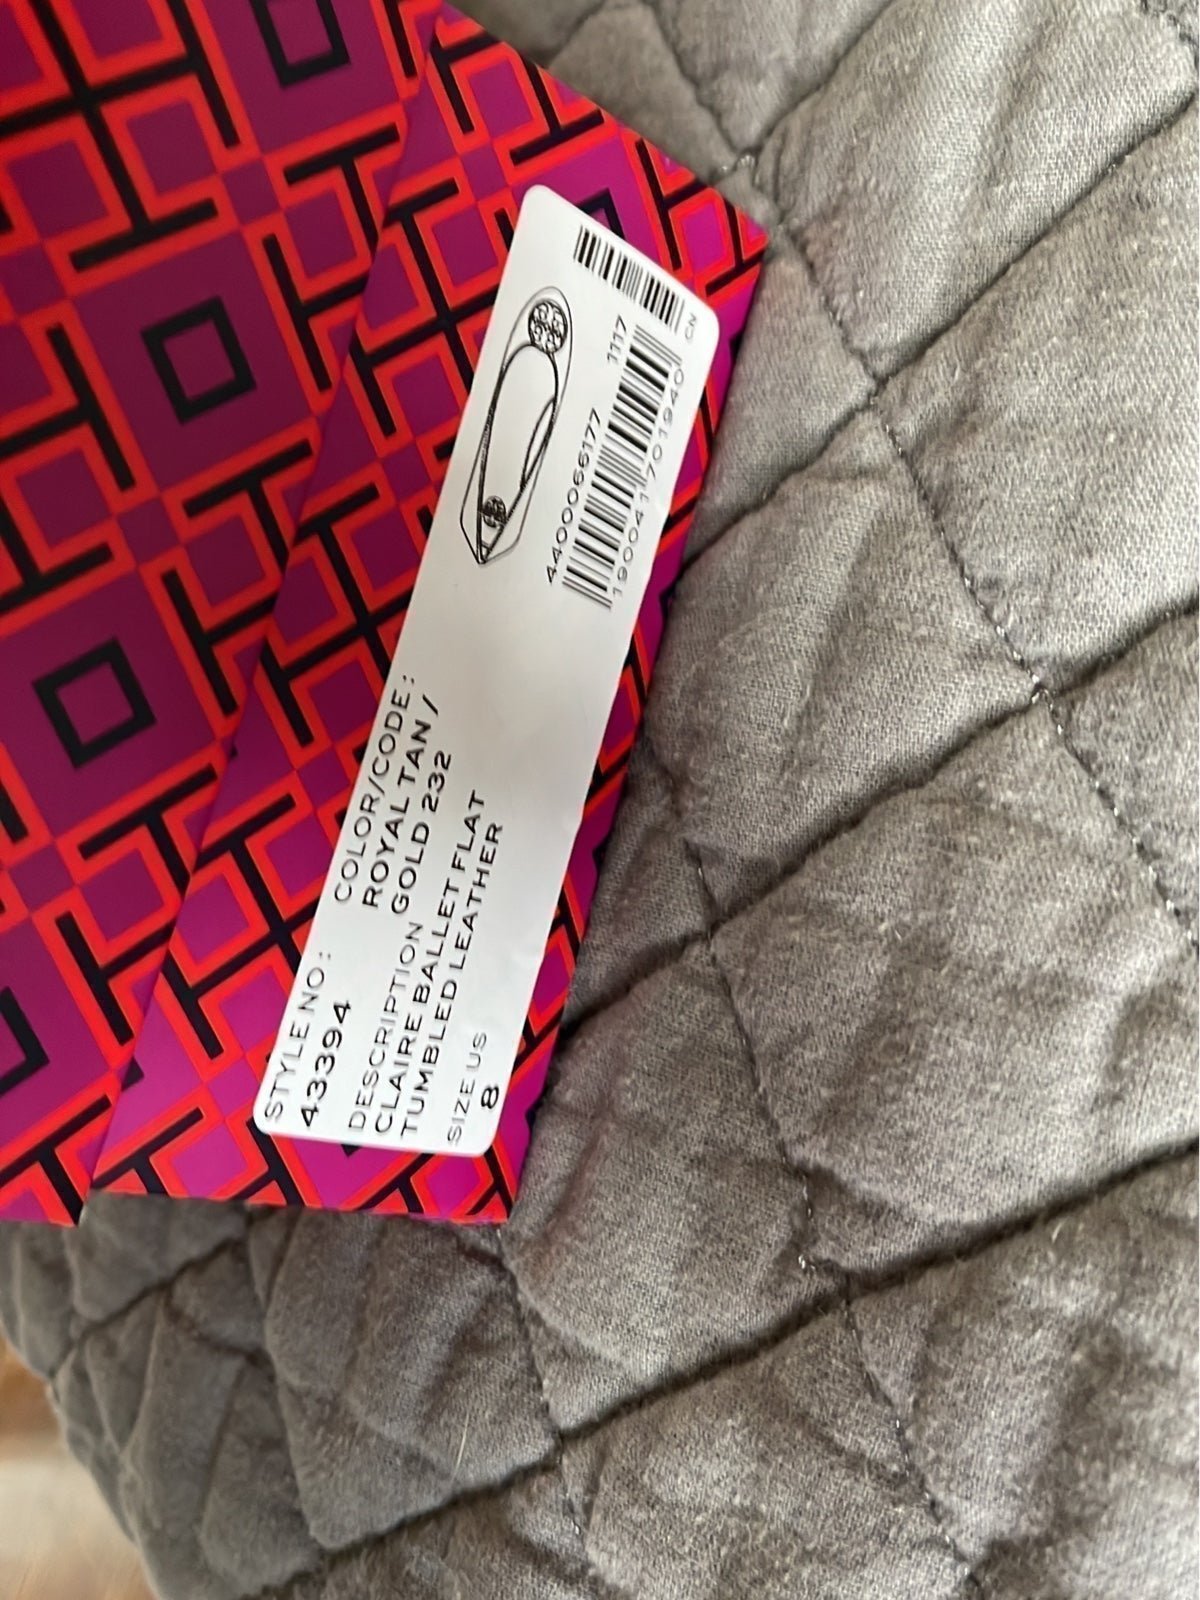 STYLE NO:
43394
COLOR/CODE:
ROYAL TAN /
GOLD 232
DESCRIPTION
CLAIRE BALLET FLAT
TUMBLED LEATHER
SIZE US
8
4400066177
1117
190041701940
CN